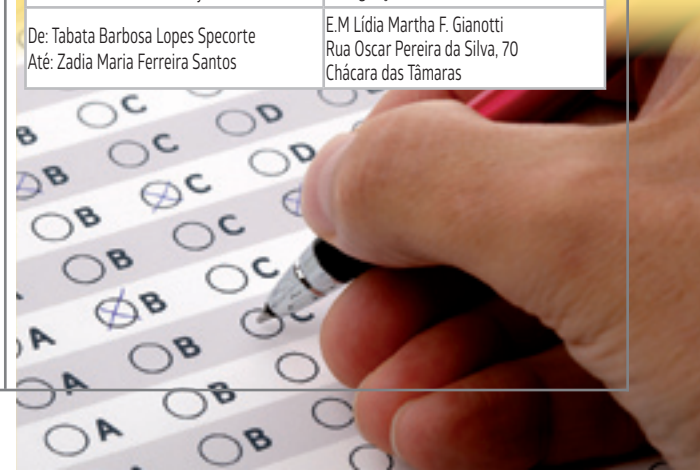 De: Tabata Barbosa Lopes Specorte
Até: Zadia Maria Ferreira Santos
E.M Lídia Martha F. Gianotti
Rua Oscar Pereira da Silva, 70
Chácara das Tâmaras
B C
B C D
B C D
B C
B C
A B C
A B
A B
B